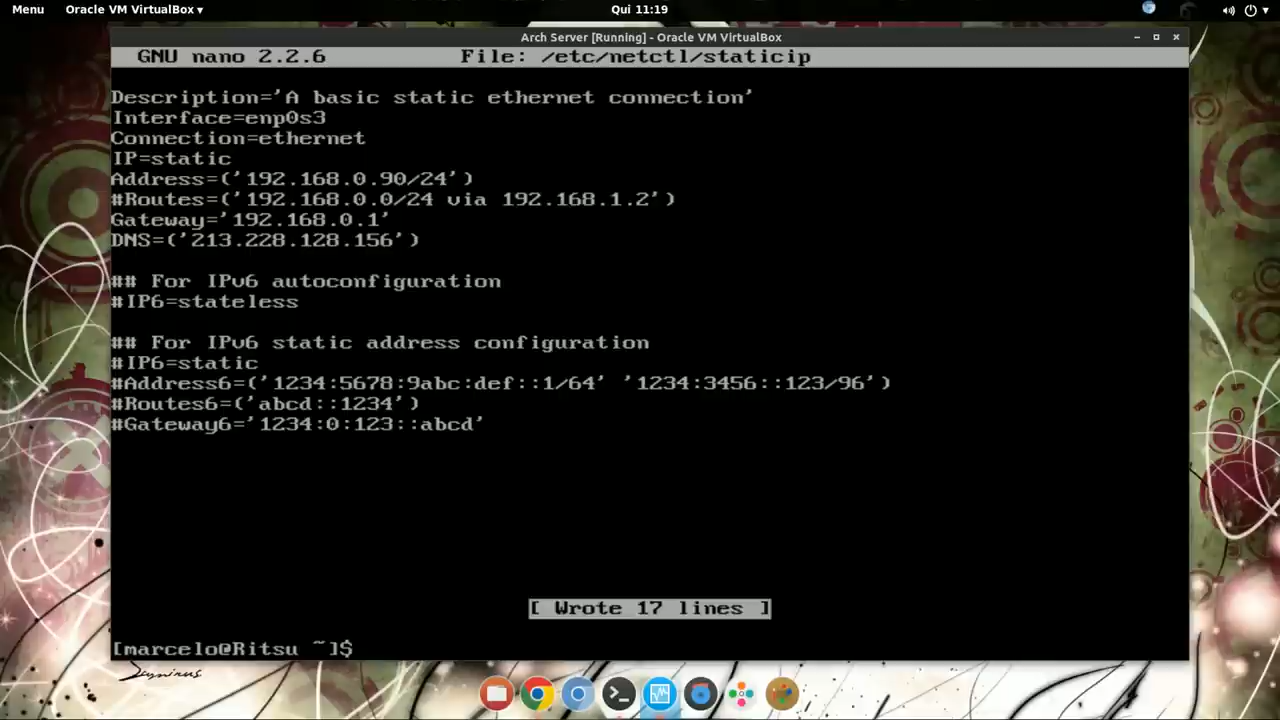 Menu Oracle VM VirtualBox Qui 11:19
Arch Server [Running] - Oracle VM VirtualBox
GNU nano 2.2.6 File: /etc/netctl/staticip
Description='A basic static ethernet connection'
Interface=enp0s3
Connection=ethernet
IP=static
Address=('192.168.0.90/24')
#Routes=('192.168.0.0/24 via 192.168.1.2')
Gateway='192.168.0.1'
DNS=('213.228.128.156')
## For IPv6 autoconfiguration
#IP6=stateless
## For IPv6 static address configuration
#IP6=static
#Address6=('1234:5678:9abc:def::1/64' '1234:3456::123/96')
#Routes6=('abcd::1234')
#Gateway6='1234:0:123::abcd'
[ Wrote 17 lines ]
[marcelo@Ritsu ~]$